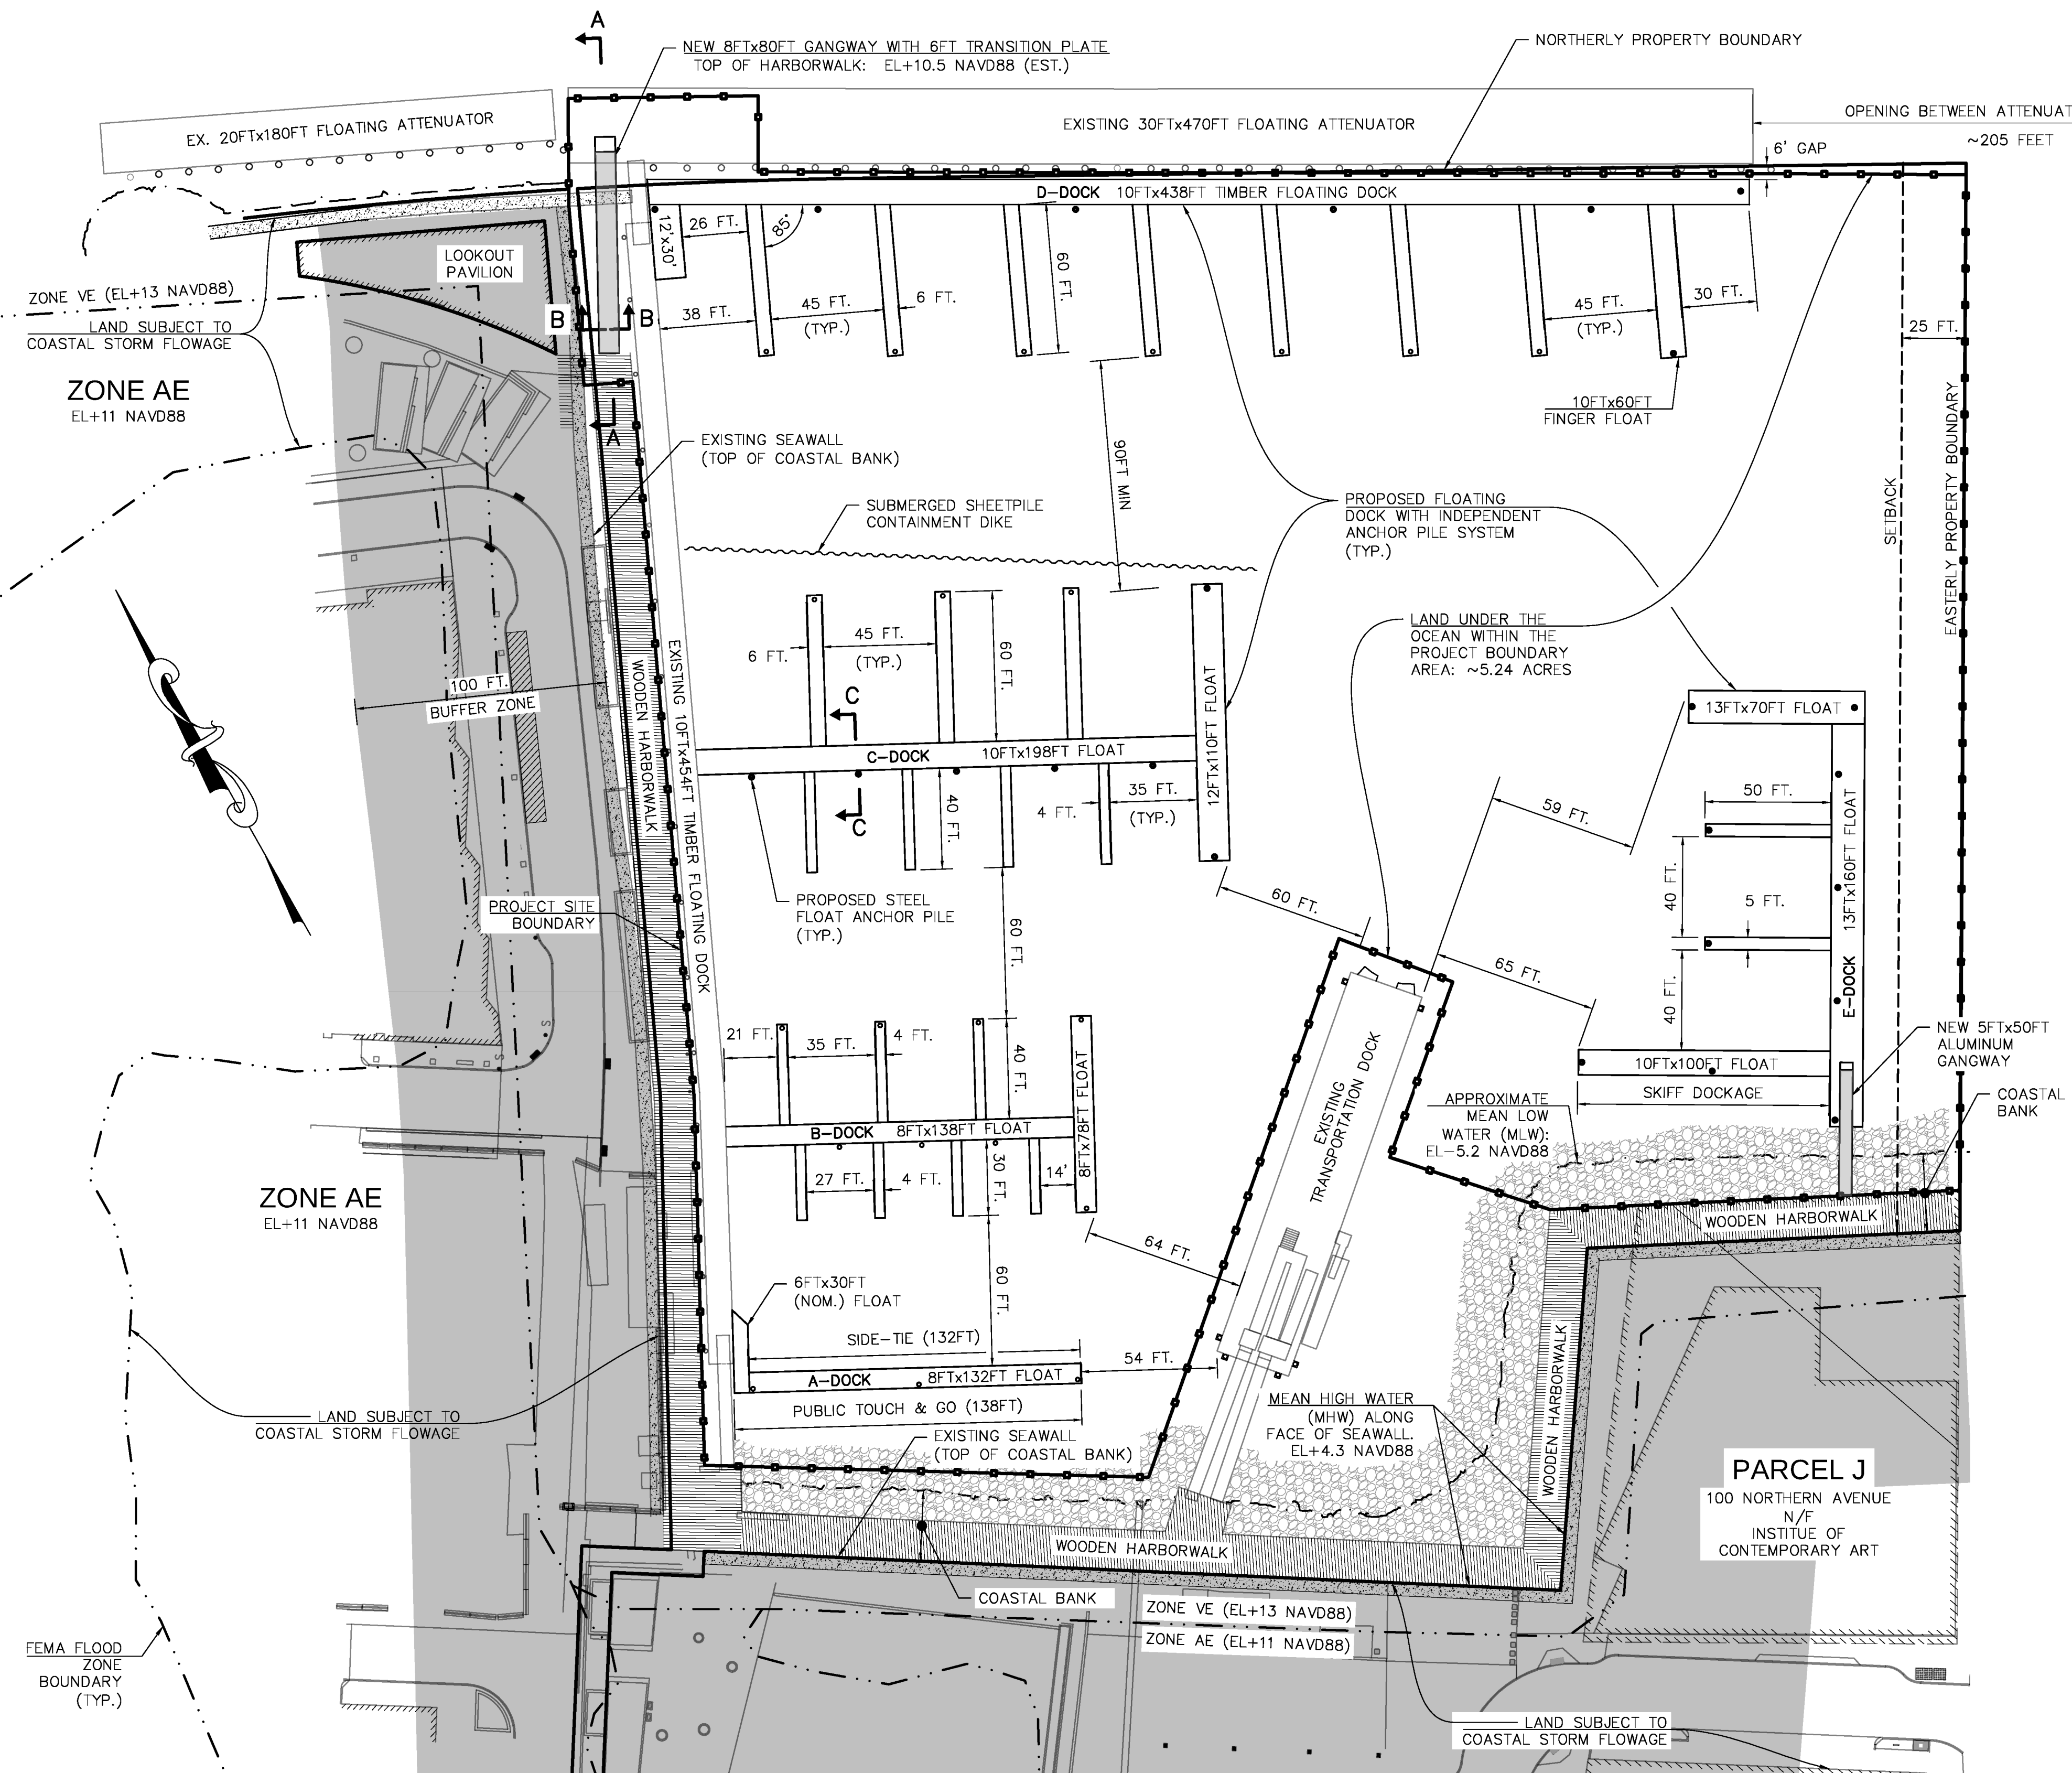 A
NEW 8FTx80FT GANGWAY WITH 6FT TRANSITION PLATE
TOP OF HARBORWALK: EL+10.5 NAVD88 (EST.)
NORTHERLY PROPERTY BOUNDARY
EX. 20FTx180FT FLOATING ATTENUATOR
EXISTING 30FTx470FT FLOATING ATTENUATOR
OPENING BETWEEN ATTENUAT
~205 FEET
6' GAP
D-DOCK 10FTx438FT TIMBER FLOATING DOCK
12'x30'
26 FT.
85°
60 FT.
LOOKOUT
PAVILION
ZONE VE (EL+13 NAVD88)
LAND SUBJECT TO
COASTAL STORM FLOWAGE
B
B
38 FT.
45 FT.
(TYP.)
6 FT.
45 FT.
(TYP.)
30 FT.
25 FT.
ZONE AE
EL+11 NAVD88
10FTx60FT
FINGER FLOAT
A
EXISTING SEAWALL
(TOP OF COASTAL BANK)
90FT MIN
SUBMERGED SHEETPILE
CONTAINMENT DIKE
PROPOSED FLOATING
DOCK WITH INDEPENDENT
ANCHOR PILE SYSTEM
(TYP.)
SETBACK
EASTERLY PROPERTY BOUNDARY
LAND UNDER THE
OCEAN WITHIN THE
PROJECT BOUNDARY
AREA: ~5.24 ACRES
45 FT.
(TYP.)
6 FT.
60 FT.
100 FT.
BUFFER ZONE
WOODEN HARBORWALK
EXISTING 10FTx454FT TIMBER FLOATING DOCK
C
C-DOCK 10FTx198FT FLOAT
12FTx110FT FLOAT
13FTx70FT FLOAT
C
40 FT.
4 FT.
35 FT.
(TYP.)
59 FT.
50 FT.
40 FT.
5 FT.
40 FT.
E-DOCK 13FTx160FT FLOAT
PROPOSED STEEL
FLOAT ANCHOR PILE
(TYP.)
PROJECT SITE
BOUNDARY
60 FT.
60 FT.
65 FT.
21 FT.
35 FT.
4 FT.
40 FT.
8FTx78FT FLOAT
EXISTING
TRANSPORTATION DOCK
NEW 5FTx50FT
ALUMINUM
GANGWAY
10FTx100FT FLOAT
SKIFF DOCKAGE
COASTAL
BANK
APPROXIMATE
MEAN LOW
WATER (MLW):
EL-5.2 NAVD88
B-DOCK 8FTx138FT FLOAT
27 FT.
4 FT.
30 FT.
14'
ZONE AE
EL+11 NAVD88
WOODEN HARBORWALK
64 FT.
6FTx30FT
(NOM.) FLOAT
60 FT.
SIDE-TIE (132FT)
A-DOCK 8FTx132FT FLOAT
54 FT.
PUBLIC TOUCH & GO (138FT)
WOODEN HARBORWALK
MEAN HIGH WATER
(MHW) ALONG
FACE OF SEAWALL.
EL+4.3 NAVD88
LAND SUBJECT TO
COASTAL STORM FLOWAGE
EXISTING SEAWALL
(TOP OF COASTAL BANK)
PARCEL J
100 NORTHERN AVENUE
N/F
INSTITUE OF
CONTEMPORARY ART
WOODEN HARBORWALK
COASTAL BANK
ZONE VE (EL+13 NAVD88)
ZONE AE (EL+11 NAVD88)
FEMA FLOOD
ZONE
BOUNDARY
(TYP.)
LAND SUBJECT TO
COASTAL STORM FLOWAGE